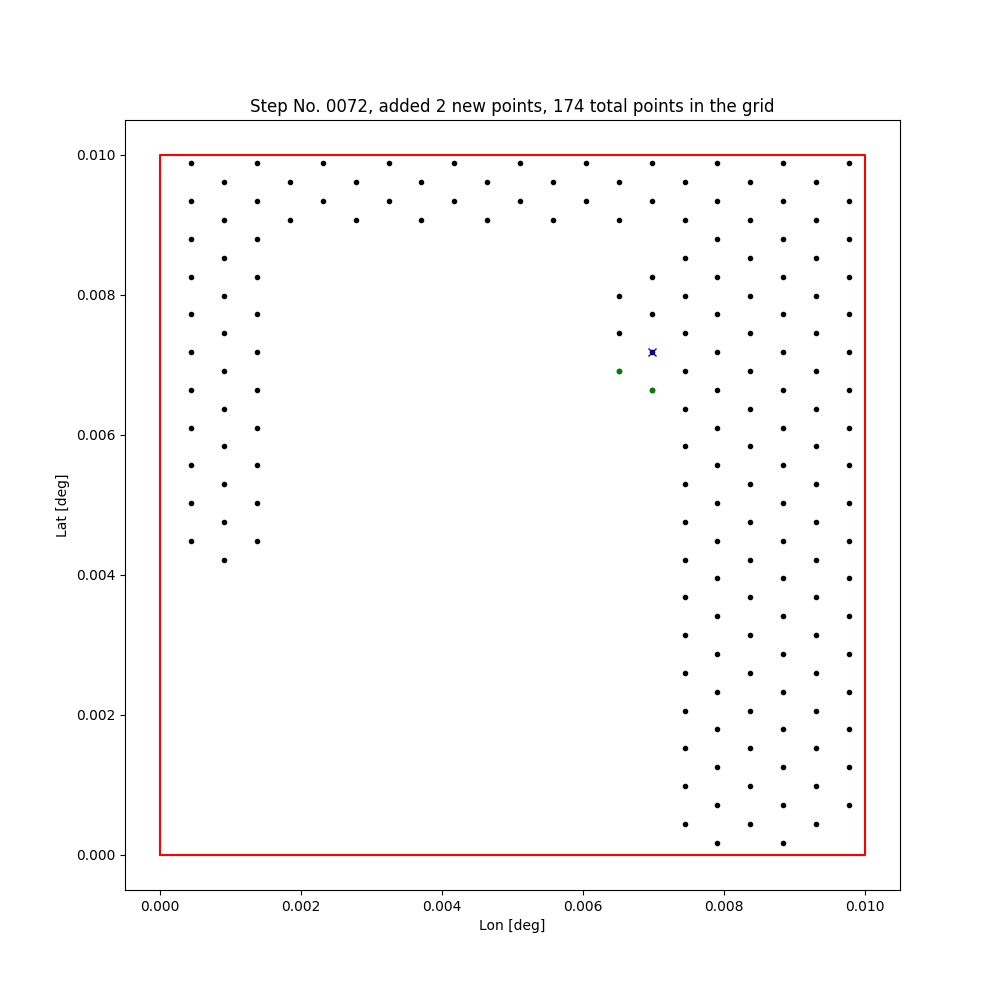 Step No. 0072, added 2 new points, 174 total points in the grid
0.010
0.008
0.006
0.004
0.002
0.000
Lat [deg]
0.000 0.002 0.004 0.006 0.008 0.010
Lon [deg]